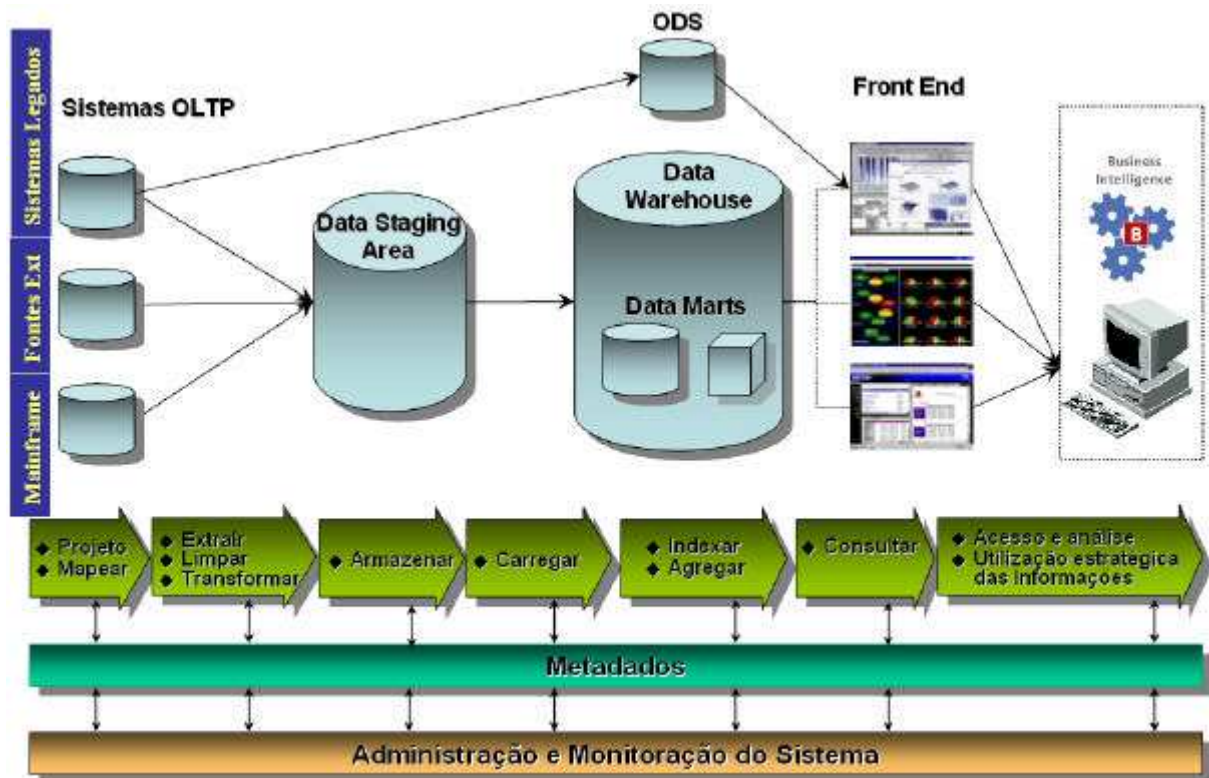 ODS
Sistemas Legados
Sistemas OLTP
Front End
Data
Warehouse
Business
Intelligence
B
Data Staging
Area
Fontes Ext
Data Marts
Mainframe
◆ Projeto
◆ Mapear
◆ Extrair
◆ Limpar
◆ Transformar
◆ Armazenar
◆ Carregar
◆ Indexar
◆ Agregar
◆ Consultar
◆ Acesso e análise
◆ Utilização estratégica
das Informações
Metadados
Administração e Monitoração do Sistema